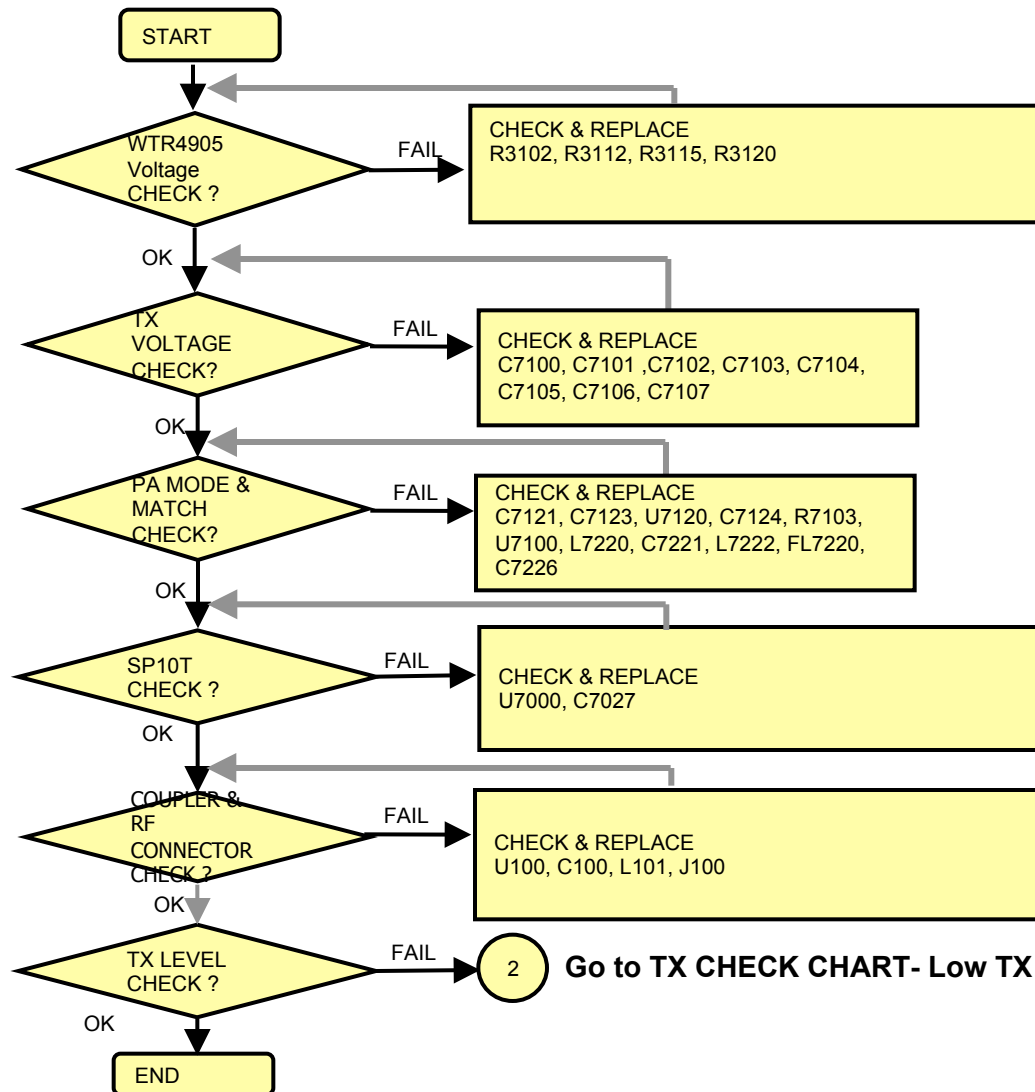 START
WTR4905
Voltage
CHECK ?
FAIL
CHECK & REPLACE
R3102, R3112, R3115, R3120
OK
TX
VOLTAGE
CHECK?
FAIL
CHECK & REPLACE
C7100, C7101 ,C7102, C7103, C7104,
C7105, C7106, C7107
OK
PA MODE &
MATCH
CHECK?
FAIL
CHECK & REPLACE
C7121, C7123, U7120, C7124, R7103,
U7100, L7220, C7221, L7222, FL7220,
C7226
OK
SP10T
CHECK ?
FAIL
CHECK & REPLACE
U7000, C7027
OK
COUPLER &
RF
CONNECTOR
CHECK ?
FAIL
CHECK & REPLACE
U100, C100, L101, J100
OK
TX LEVEL
CHECK ?
FAIL
2
Go to TX CHECK CHART- Low TX
OK
END